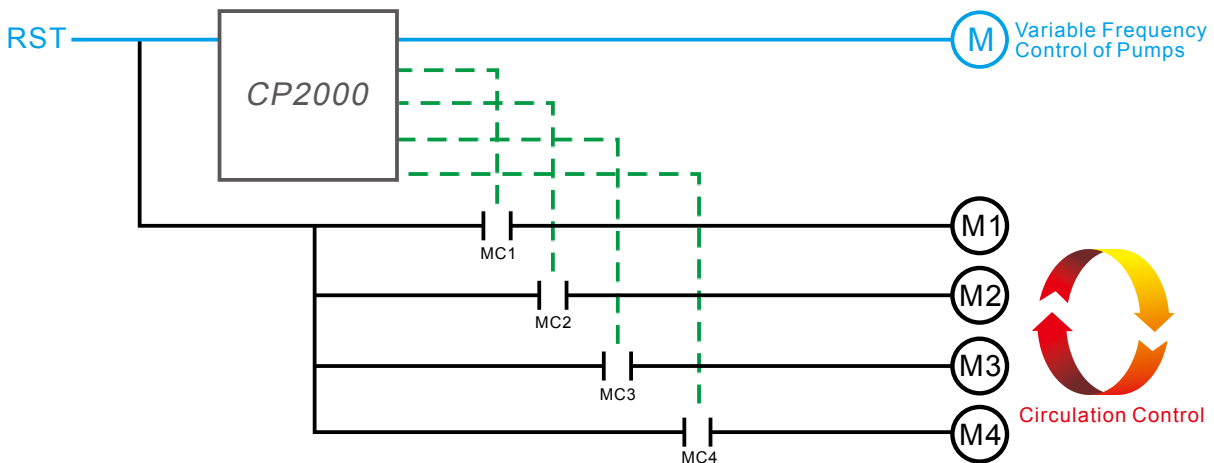 RST
CP2000
M
Variable Frequency
Control of Pumps
MC1
M1
MC2
M2
MC3
M3
Circulation Control
MC4
M4